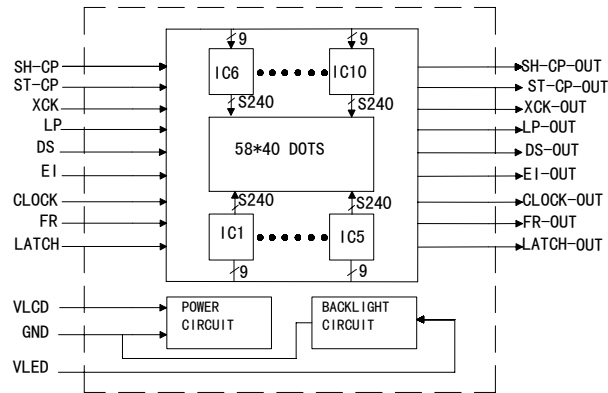 9 9
SH-CP IC6 IC10 SH-CP-OUT
ST-CP ST-CP-OUT
XCK S240 S240 XCK-OUT
LP LP-OUT
DS 58*40 DOTS DS-OUT
EI EI-OUT
CLOCK S240 S240 CLOCK-OUT
FR IC1 IC5 FR-OUT
LATCH LATCH-OUT
9 9
VLCD POWER BACKLIGHT
GND CIRCUIT CIRCUIT
VLED